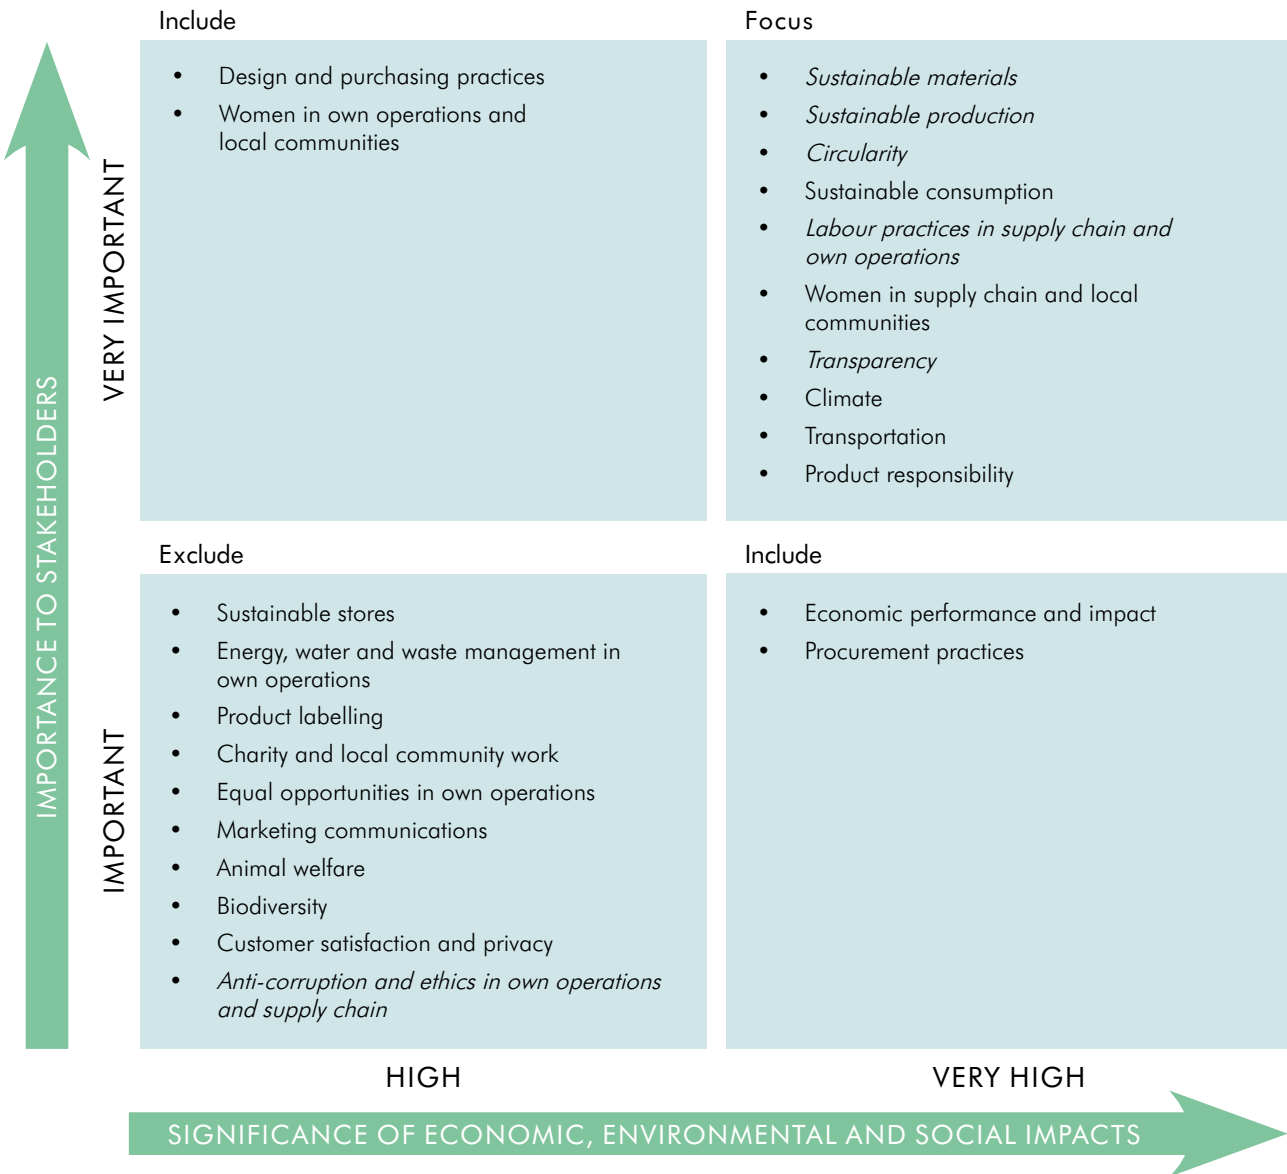 Include
• Design and purchasing practices
• Women in own operations and
local communities
Focus
• Sustainable materials
• Sustainable production
• Circularity
• Sustainable consumption
• Labour practices in supply chain and
own operations
• Women in supply chain and local
communities
• Transparency
• Climate
• Transportation
• Product responsibility
VERY IMPORTANT
IMPORTANCE TO STAKEHOLDERS
IMPORTANT
Exclude
• Sustainable stores
• Energy, water and waste management in
own operations
• Product labelling
• Charity and local community work
• Equal opportunities in own operations
• Marketing communications
• Animal welfare
• Biodiversity
• Customer satisfaction and privacy
• Anti-corruption and ethics in own operations
and supply chain
Include
• Economic performance and impact
• Procurement practices
HIGH
VERY HIGH
SIGNIFICANCE OF ECONOMIC, ENVIRONMENTAL AND SOCIAL IMPACTS